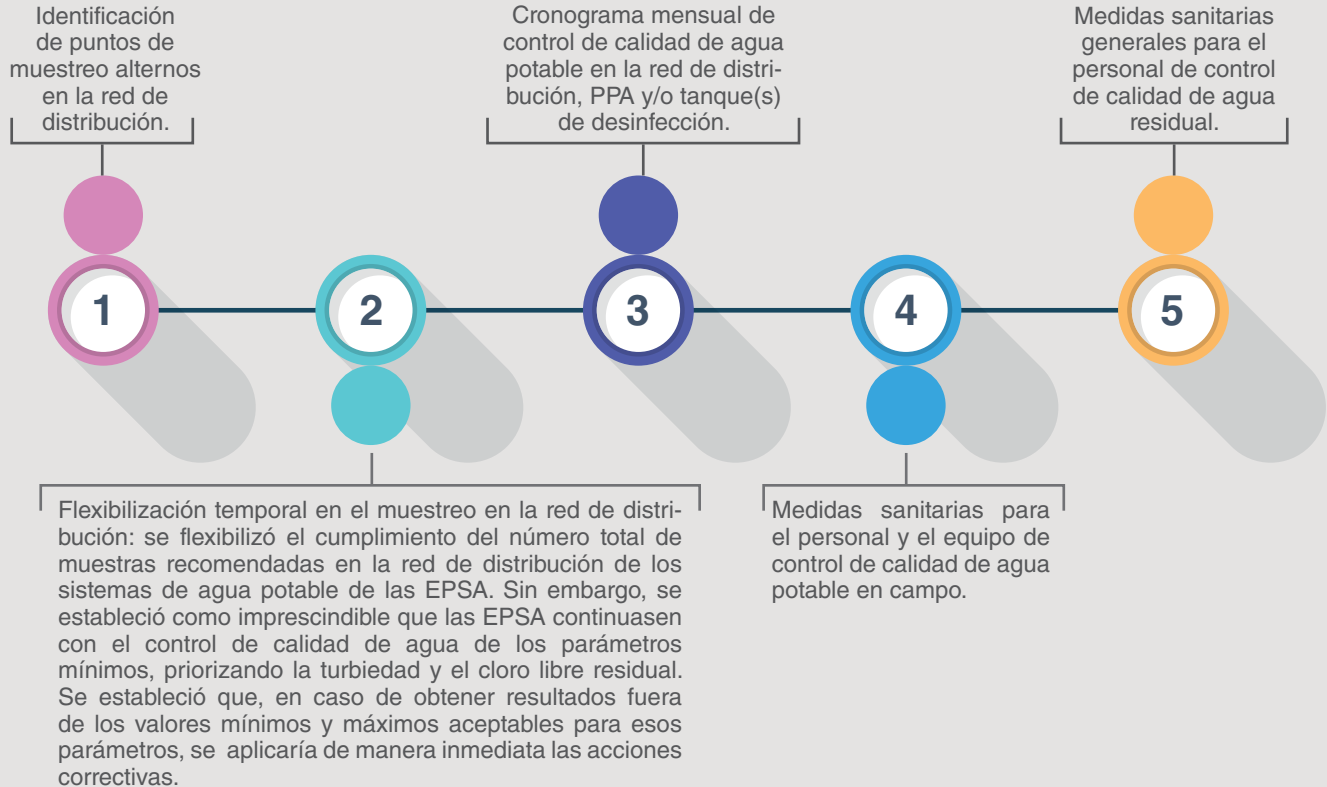 Identificación
de puntos de
muestreo alternos
en la red de
distribución.
1
Flexibilización temporal en el muestreo en la red de distri-
bución: se flexibilizó el cumplimiento del número total de
muestras recomendadas en la red de distribución de los
sistemas de agua potable de las EPSA. Sin embargo, se
estableció como imprescindible que las EPSA continuasen
con el control de calidad de agua de los parámetros
mínimos, priorizando la turbiedad y el cloro libre residual.
Se estableció que, en caso de obtener resultados fuera
de los valores mínimos y máximos aceptables para esos
parámetros, se aplicaría de manera inmediata las acciones
correctivas.
2
Cronograma mensual de
control de calidad de agua
potable en la red de distri-
bución, PPA y/o tanque(s)
de desinfección.
3
Medidas sanitarias para
el personal y el equipo de
control de calidad de agua
potable en campo.
4
Medidas sanitarias
generales para el
personal de control
de calidad de agua
residual.
5